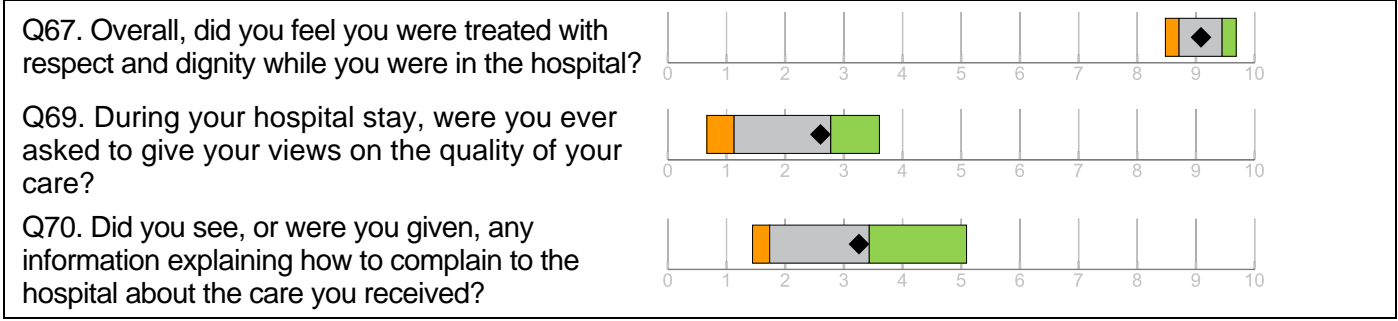 Q67. Overall, did you feel you were treated with
respect and dignity while you were in the hospital?
0 1 2 3 4 5 6 7 8 9 10
Q69. During your hospital stay, were you ever
asked to give your views on the quality of your
care?
0 1 2 3 4 5 6 7 8 9 10
Q70. Did you see, or were you given, any
information explaining how to complain to the
hospital about the care you received?
0 1 2 3 4 5 6 7 8 9 10